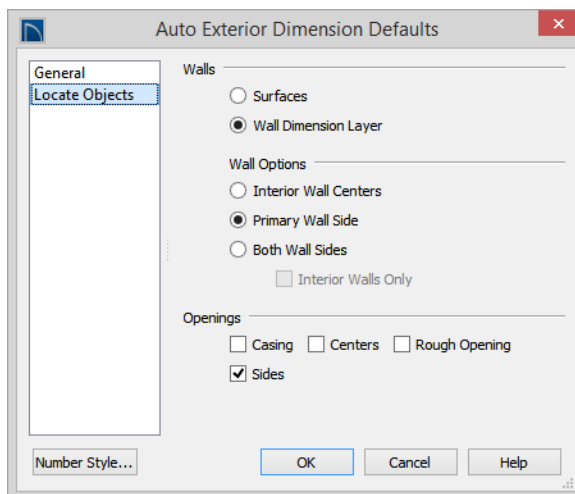 Auto Exterior Dimension Defaults
General
Locate Objects
Walls
Surfaces
Wall Dimension Layer
Wall Options
Interior Wall Centers
Primary Wall Side
Both Wall Sides
Interior Walls Only
Openings
Casing Centers Rough Opening
Sides
Number Style... OK Cancel Help